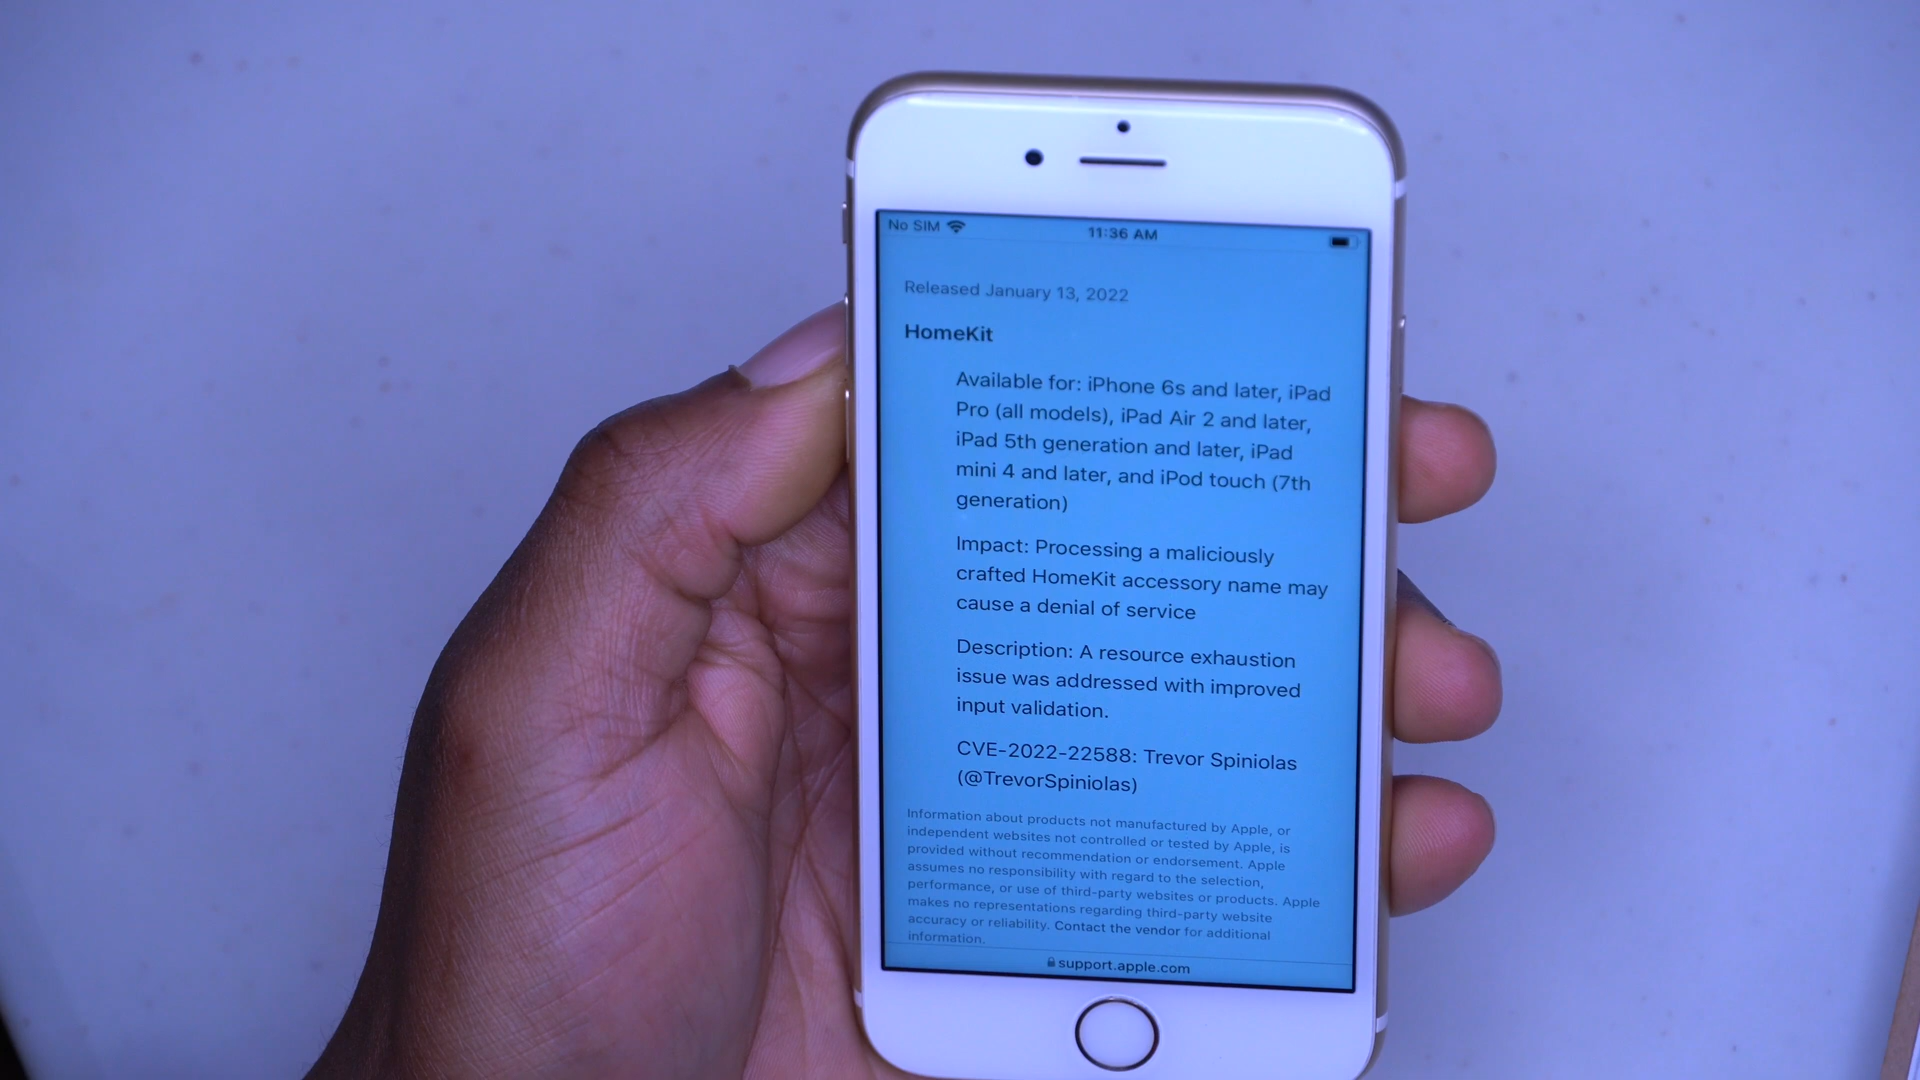 No SIM
11:36 AM
Released January 13, 2022
HomeKit
Available for: iPhone 6s and later, iPad
Pro (all models), iPad Air 2 and later,
iPad 5th generation and later, iPad
mini 4 and later, and iPod touch (7th
generation)
Impact: Processing a maliciously
crafted HomeKit accessory name may
cause a denial of service
Description: A resource exhaustion
issue was addressed with improved
input validation.
CVE-2022-22588: Trevor Spiniolas
(@TrevorSpiniolas)
Information about products not manufactured by Apple, or
independent websites not controlled or tested by Apple, is
provided without recommendation or endorsement. Apple
assumes no responsibility with regard to the selection,
performance, or use of third-party websites or products. Apple
makes no representations regarding third-party website
accuracy or reliability. Contact the vendor for additional
information.
support.apple.com